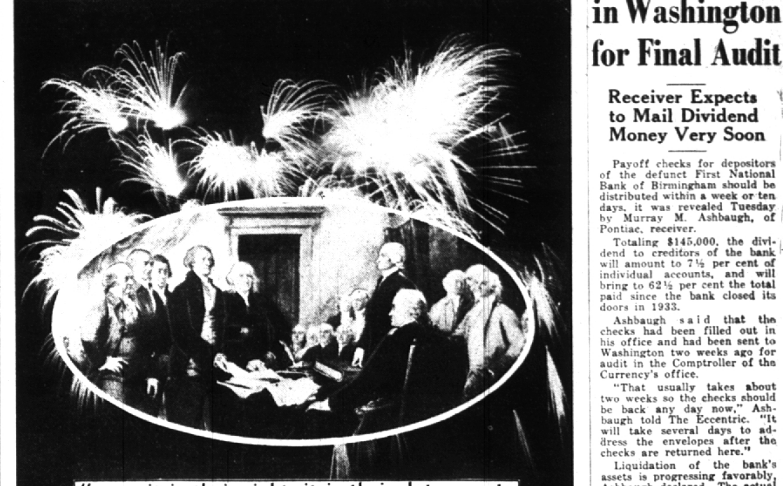 in Washington
for Final Audit
Receiver Expects
to Mail Dividend
Money Very Soon
Payoff checks for depositors
of the defunct First National
Bank of Birmingham should be
distributed within a week or ten
days, it was revealed Tuesday
by Murray M. Ashbaugh, of
Pontiac, receiver.
Totaling $145,000, the divi-
dend to creditors of the bank
will amount to 7½ per cent of
individual accounts, and will
bring to 62½ per cent the total
paid since the bank closed its
doors in 1933.
Ashbaugh said that the
checks had been filled out in
his office and had been sent to
Washington two weeks ago for
audit in the Comptroller of the
Currency's office.
"That usually takes about
two weeks so the checks should
be back any day now," Ash-
baugh told The Eccentric. "It
will take several days to ad-
dress the envelopes after the
checks are returned here."
Liquidation of the bank's
assets is progressing favorably,